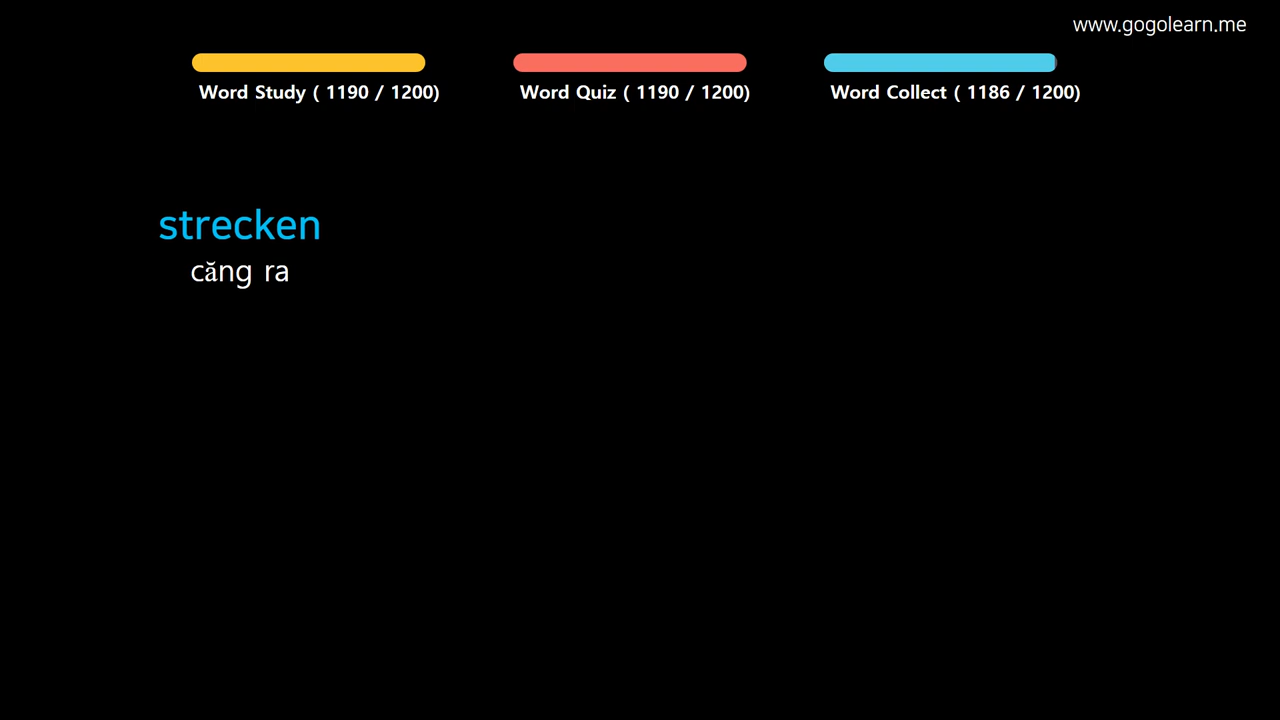 www.gogolearn.me
Word Study ( 1190 / 1200)
Word Quiz ( 1190 / 1200)
Word Collect ( 1186 / 1200)
strecken
căng ra